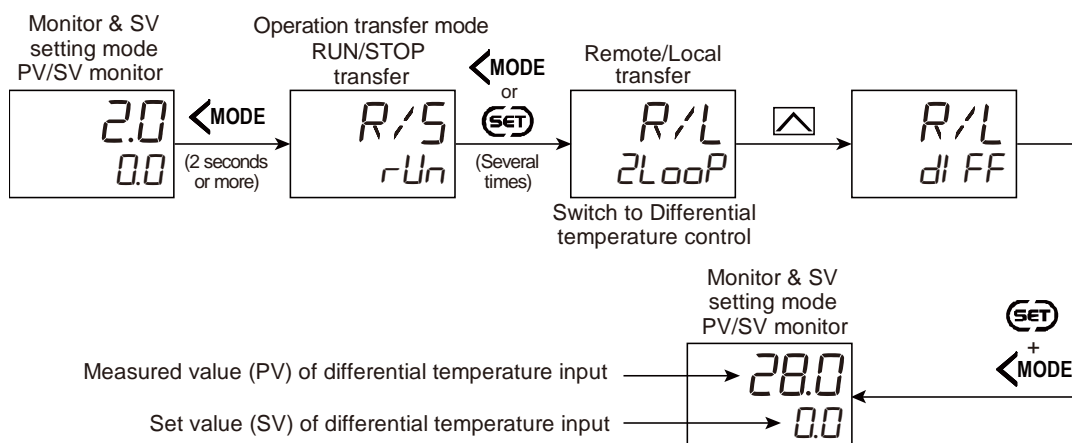 Monitor & SV
setting mode
PV/SV monitor
2.0
0.0
<MODE
(2 seconds
or more)
Operation transfer mode
RUN/STOP
transfer
R/S
rUn
<MODE
or
SET
(Several
times)
Remote/Local
transfer
R/L
2LooP
Switch to Differential
temperature control
R/L
dI FF
SET
+
<MODE
Monitor & SV
setting mode
PV/SV monitor
28.0
0.0
Measured value (PV) of differential temperature input
Set value (SV) of differential temperature input